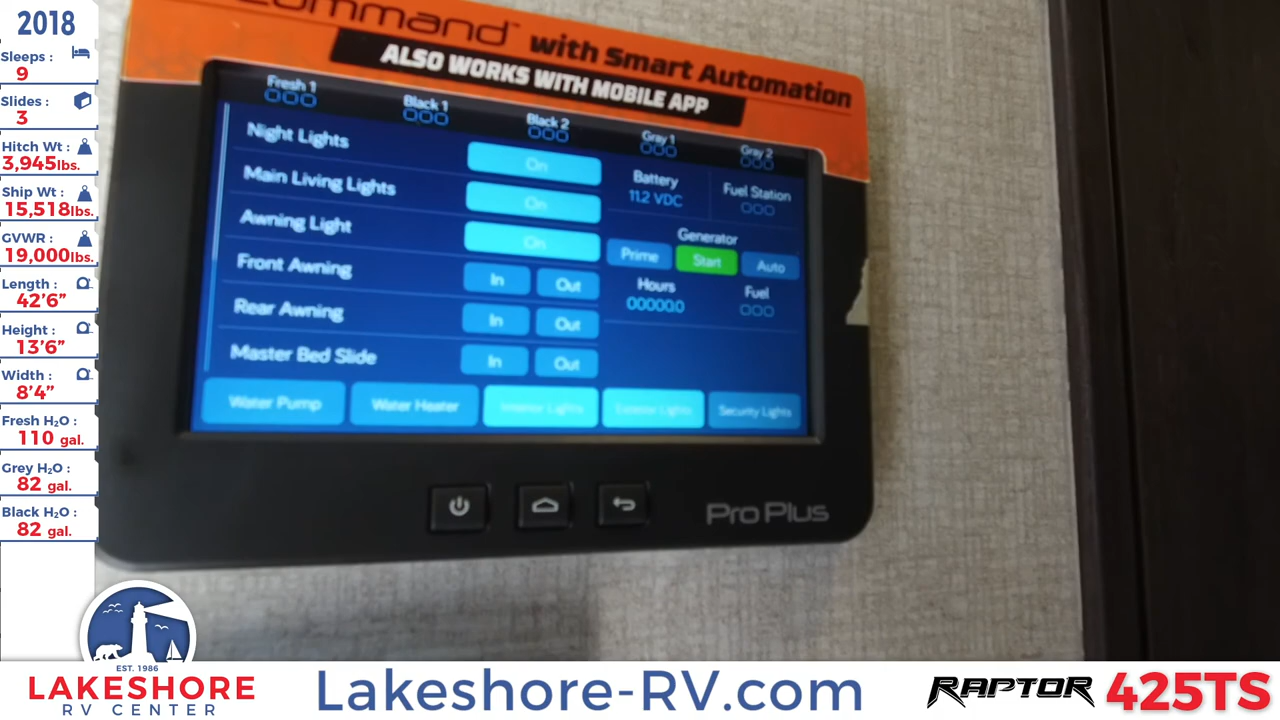 2018
Sleeps :
9
Slides :
3
Hitch Wt :
3,945lbs.
Ship Wt :
15,518lbs.
GVWR :
19,000lbs.
Length :
42'6"
Height :
13'6"
Width :
8'4"
Fresh H₂O :
110 gal.
Grey H₂O :
82 gal.
Black H₂O :
82 gal.
ommand™ with Smart Automation
ALSO WORKS WITH MOBILE APP
Fresh 1
Black 1
Black 2
Gray 1
Gray 2
Night Lights On
Main Living Lights On
Awning Light On
Front Awning In Out
Rear Awning In Out
Master Bed Slide In Out
Battery
11.2 VDC
Fuel Station
Generator
Prime Start Auto
Hours
00000.0
Fuel
Water Pump Water Heater Interior Lights Exterior Lights Security Lights
Pro Plus
EST. 1986
LAKESHORE
RV CENTER
Lakeshore-RV.com
RAPTOR 425TS